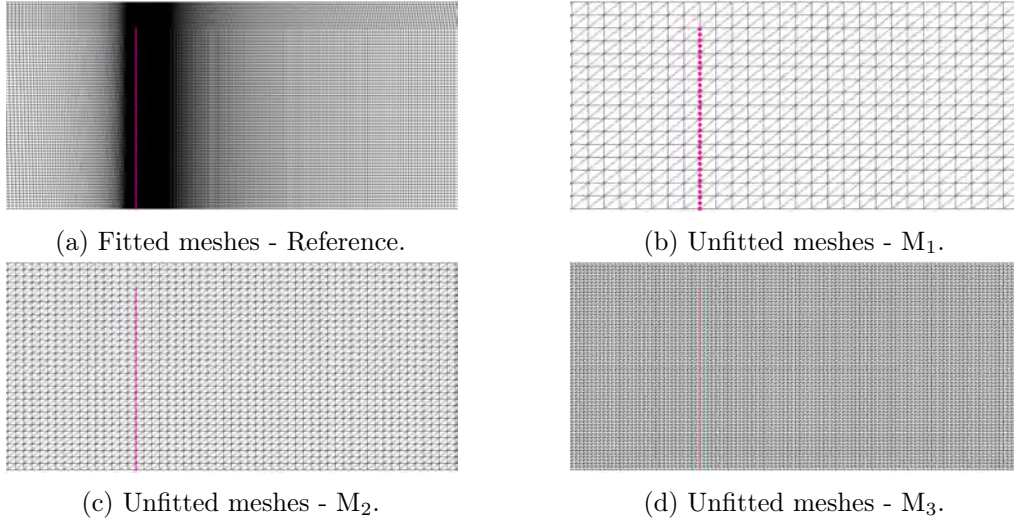 (a) Fitted meshes - Reference.
(b) Unfitted meshes - M₁.
(c) Unfitted meshes - M₂.
(d) Unfitted meshes - M₃.